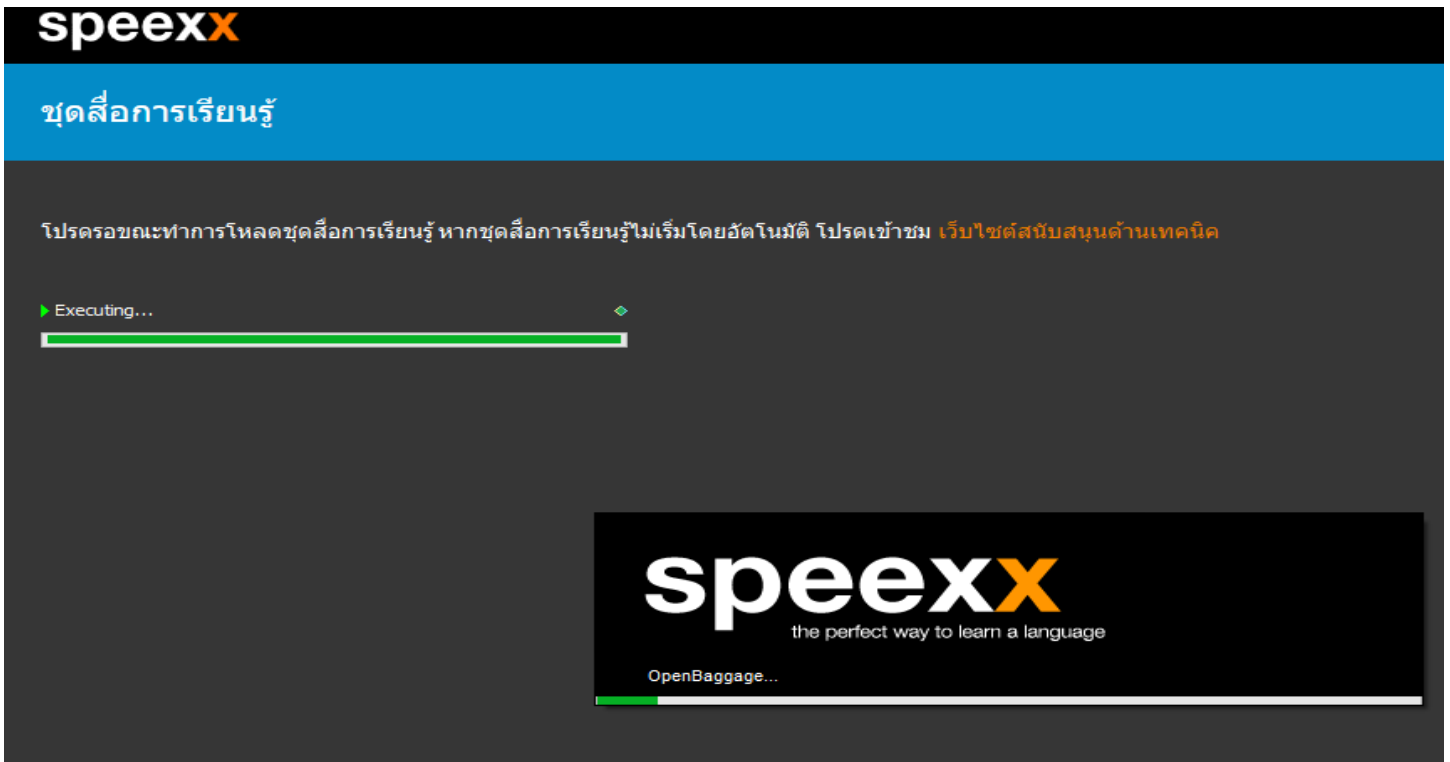 speexx
ชุดสื่อการเรียนรู้
โปรดรอขณะทำการโหลดชุดสื่อการเรียนรู้ หากชุดสื่อการเรียนรู้ไม่เริ่มโดยอัตโนมัติ โปรดเข้าชม เว็บไซต์สนับสนุนด้านเทคนิค
Executing...
speexx
the perfect way to learn a language
OpenBaggage...